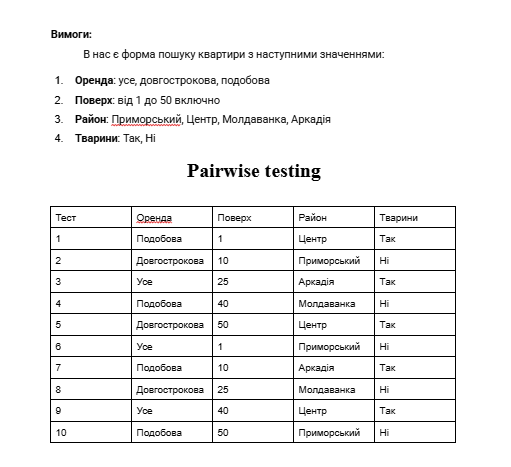 Вимоги:
В нас є форма пошуку квартири з наступними значеннями:
1. Оренда: усе, довгострокова, подобова
2. Поверх: від 1 до 50 включно
3. Район: Приморський, Центр, Молдаванка, Аркадія
4. Тварини: Так, Ні
Pairwise testing
Тест Оренда Поверх Район Тварини
1 Подобова 1 Центр Так
2 Довгострокова 10 Приморський Ні
3 Усе 25 Аркадія Так
4 Подобова 40 Молдаванка Ні
5 Довгострокова 50 Центр Так
6 Усе 1 Приморський Ні
7 Подобова 10 Аркадія Так
8 Довгострокова 25 Молдаванка Ні
9 Усе 40 Центр Так
10 Подобова 50 Приморський Ні